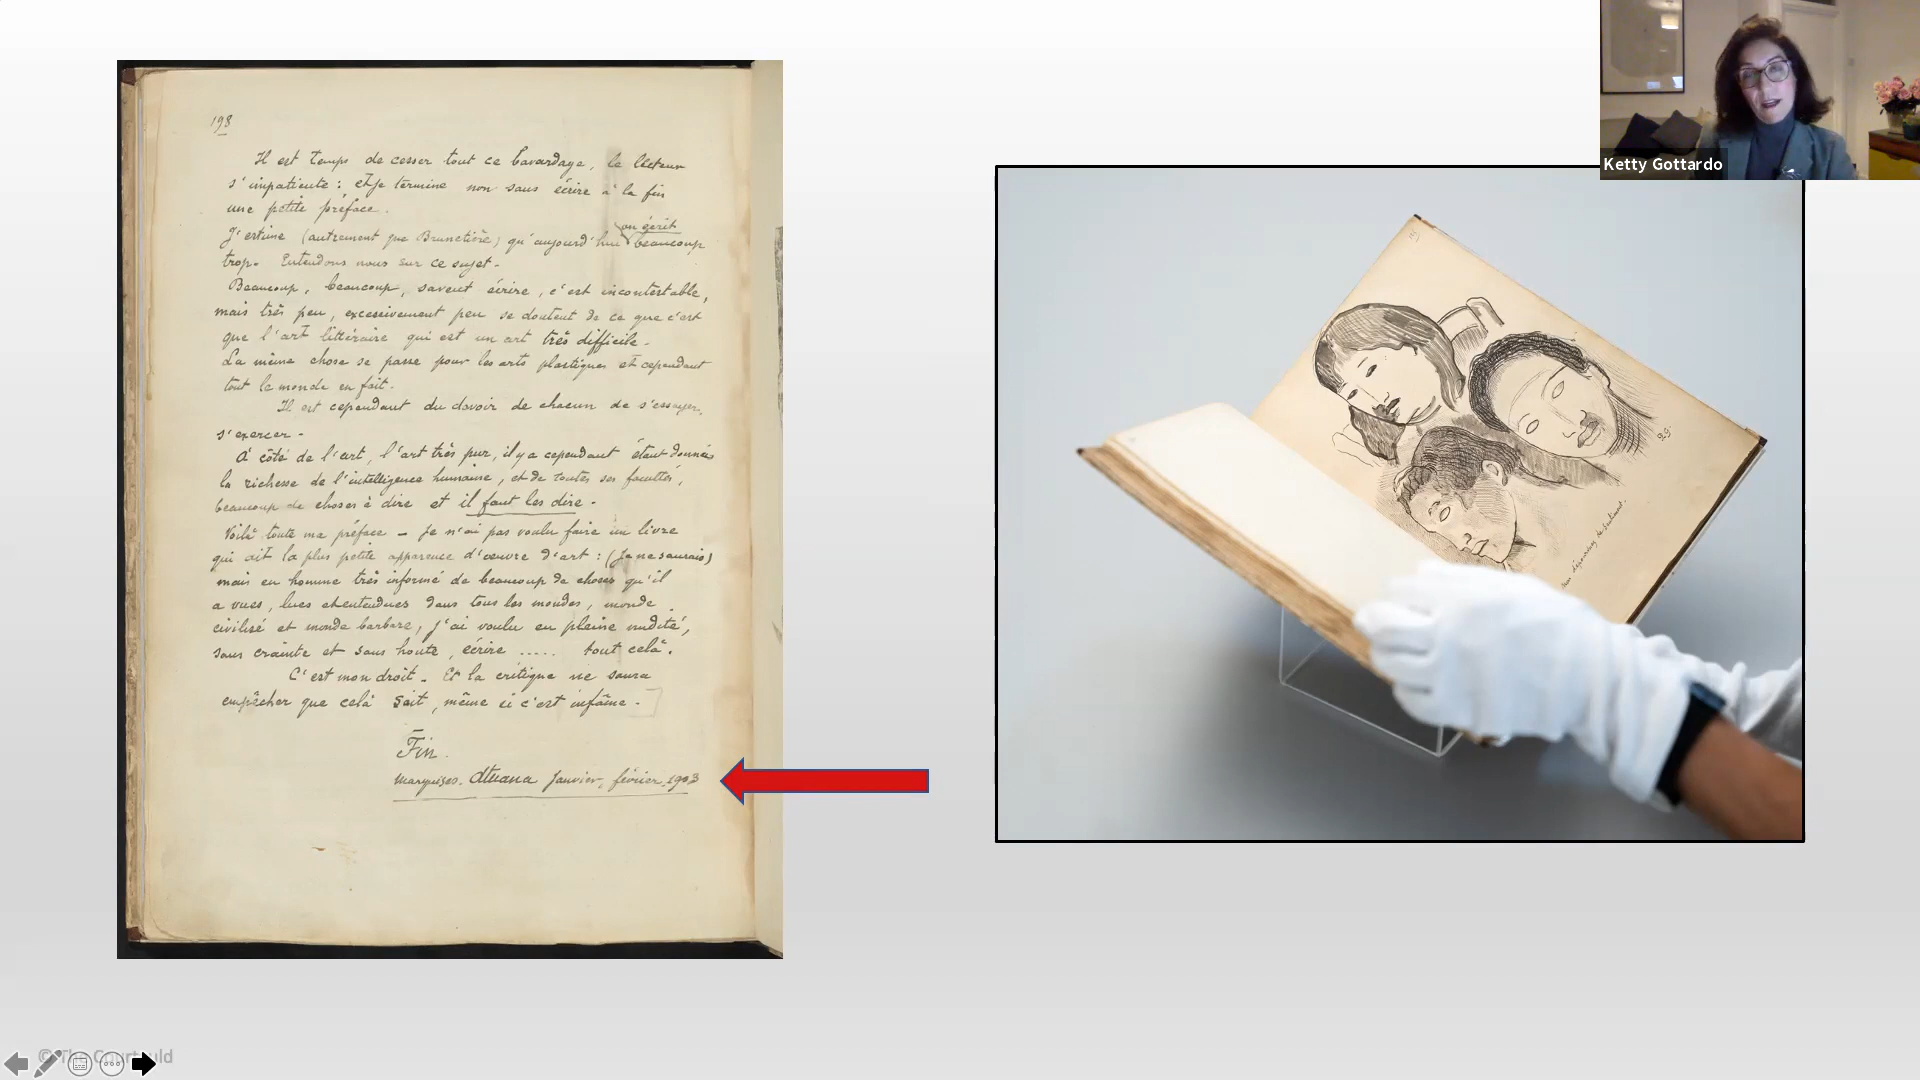 198
Il est temps de cesser tout ce bavardage, le lecteur
s'impatiente : et je termine non sans écrire à la fin
une petite préface.
on écrit
J'estime (autrement que Brunetière) qu'aujourd'hui beaucoup
trop. Entendons nous sur ce sujet.
Beaucoup, beaucoup, savent écrire, c'est incontestable,
mais très peu, excessivement peu se doutent de ce que c'est
que l'art littéraire qui est un art très difficile.
La même chose se passe pour les arts plastiques et cependant
tout le monde en fait.
Il est cependant du devoir de chacun de s'essayer,
s'exercer.
À côté de l'art, l'art très pur, il y a cependant étant donnée
la richesse de l'intelligence humaine, et de toutes ses facultés,
beaucoup de choses à dire et il faut les dire.
Voilà toute ma préface - Je n'ai pas voulu faire un livre
qui ait la plus petite apparence d'œuvre d'art : (Je ne saurais)
mais en homme très informé de beaucoup de choses qu'il
a vues, lues et entendues dans tous les mondes, monde
civilisé et monde barbare, j'ai voulu en pleine nudité,
sans crainte et sans honte, écrire ..... tout celà.
C'est mon droit. Et la critique ne saura
empêcher que celà soit, même si c'est infâme.
Fin.
Marquises. Atuana Janvier, février 1903
Ketty Gottardo
© The Courtauld